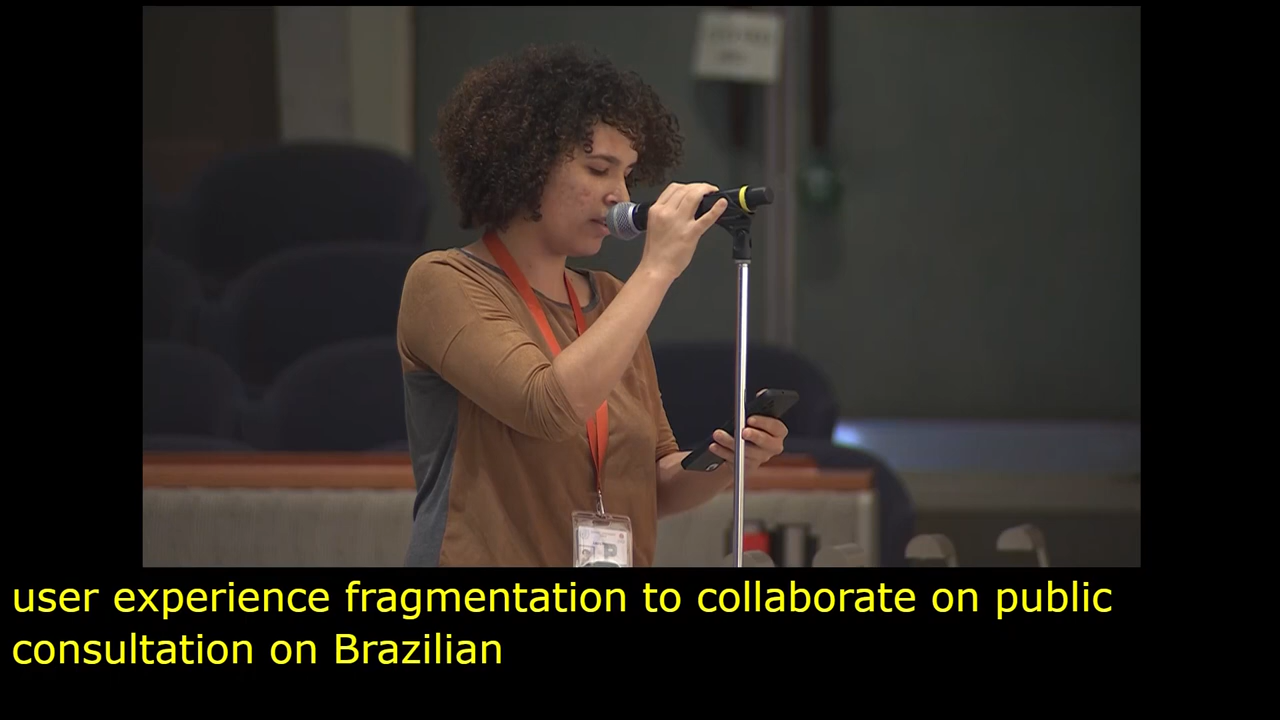 P
user experience fragmentation to collaborate on public
consultation on Brazilian